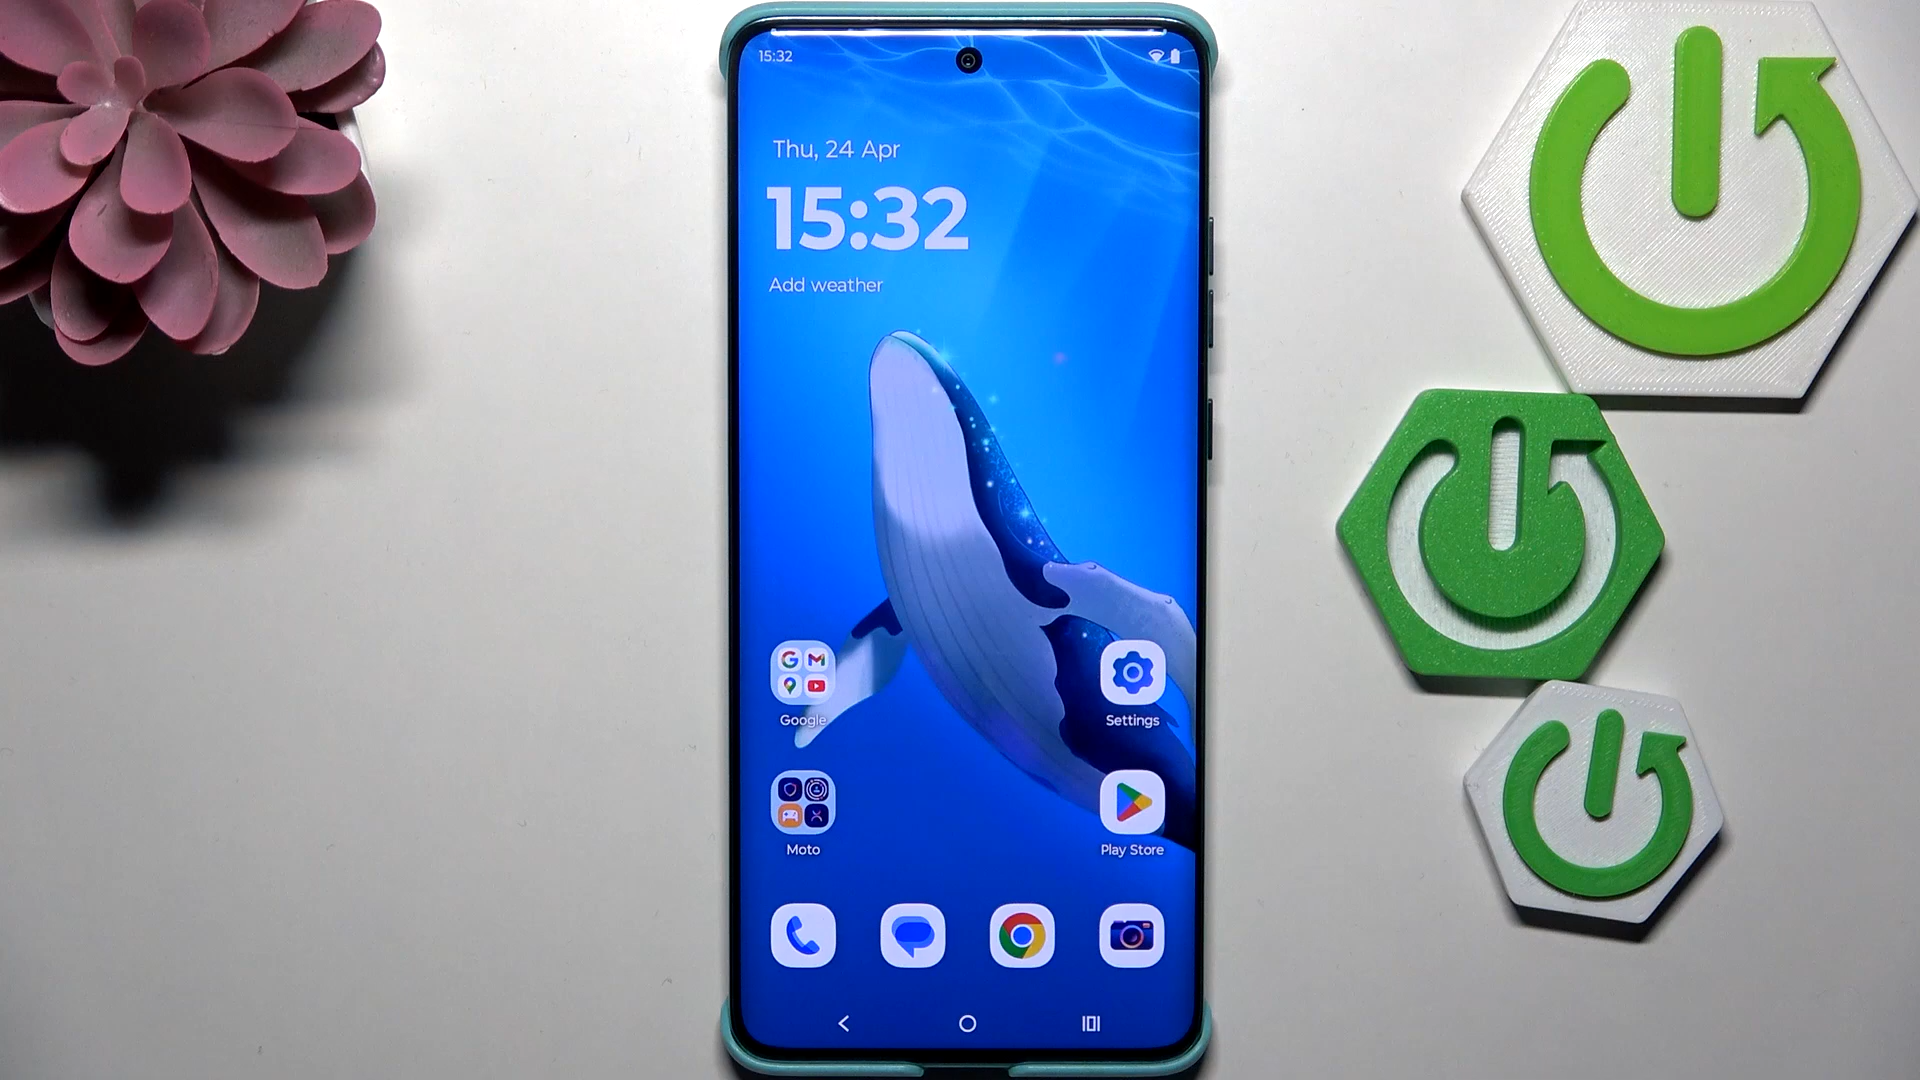 15:32
Thu, 24 Apr
15:32
Add weather
Google
Settings
Moto
Play Store